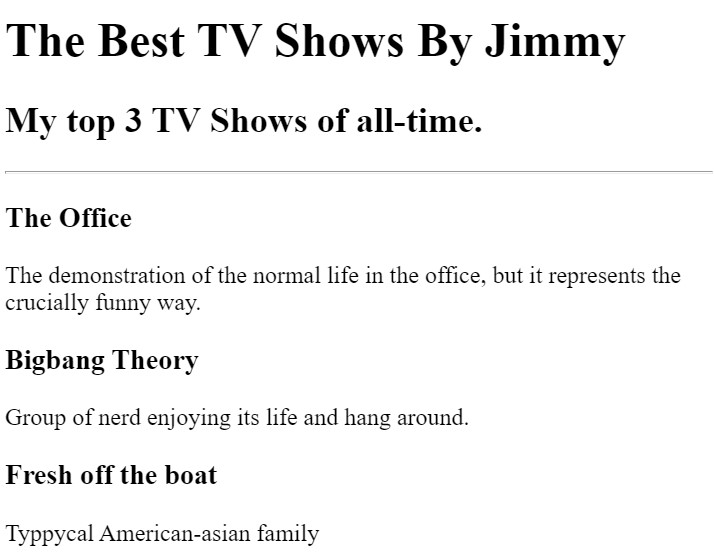 The Best TV Shows By Jimmy
My top 3 TV Shows of all-time.
The Office
The demonstration of the normal life in the office, but it represents the
crucially funny way.
Bigbang Theory
Group of nerd enjoying its life and hang around.
Fresh off the boat
Typpycal American-asian family